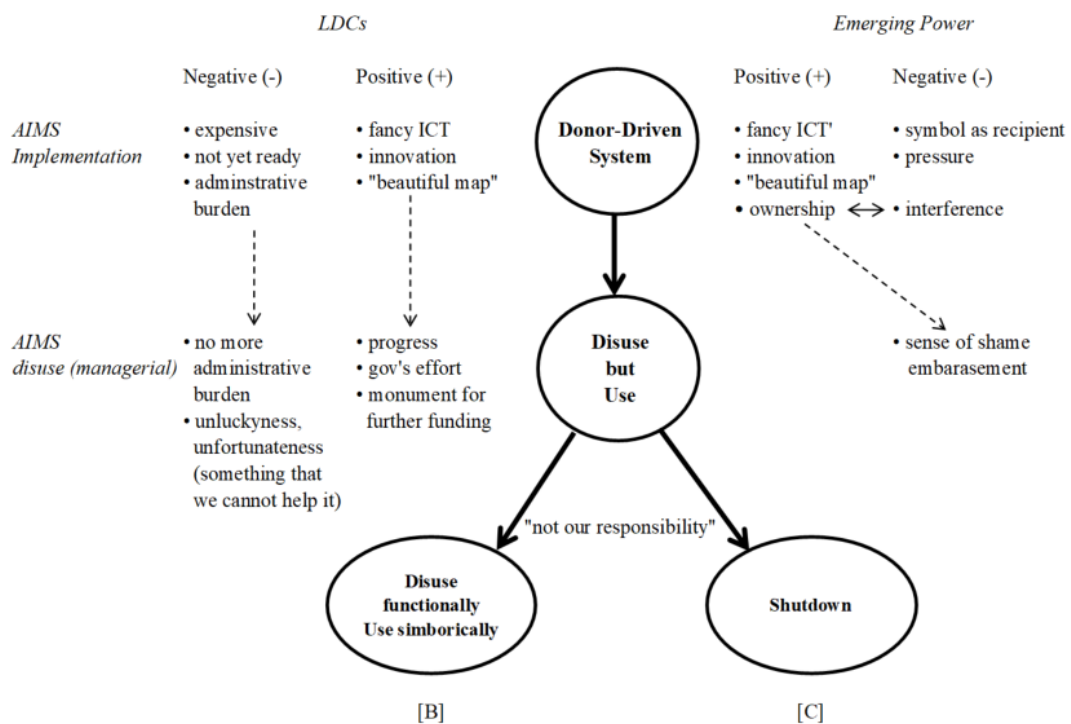 LDCs
Emerging Power
Negative (-)
Positive (+)
Positive (+)
Negative (-)
AIMS
Implementation
• expensive
• not yet ready
• adminstrative
burden
• fancy ICT
• innovation
• "beautiful map"
Donor-Driven
System
• fancy ICT'
• innovation
• "beautiful map"
• ownership
• symbol as recipient
• pressure
• interference
AIMS
disuse (managerial)
• no more
administrative
burden
• unluckyness,
unfortunateness
(something that
we cannot help it)
• progress
• gov's effort
• monument for
further funding
Disuse
but
Use
• sense of shame
embarasement
"not our responsibility"
Disuse
functionally
Use simborically
Shutdown
[B]
[C]